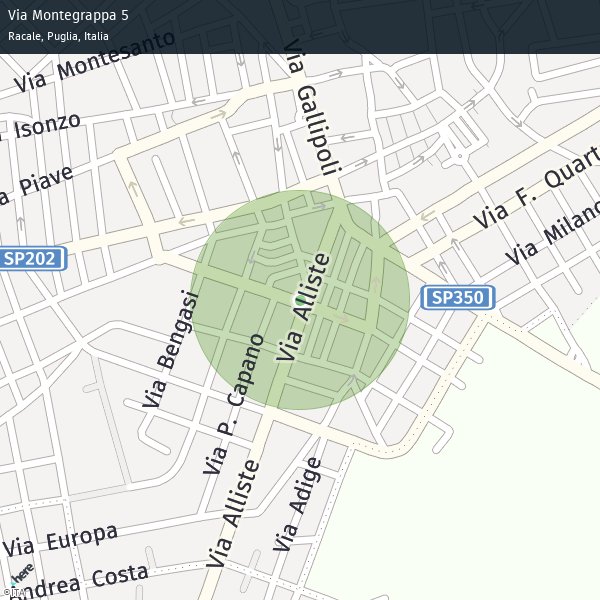 Via Montegrappa 5
Racale, Puglia, Italia
Via Montesanto
Isonzo
Via Gallipoli
Piave
Via F. Quart
Via Milano
SP202
SP350
Via Alliste
Via Bengasi
Via P. Capano
Via Alliste
Via Adige
Via Europa
Andrea Costa
here